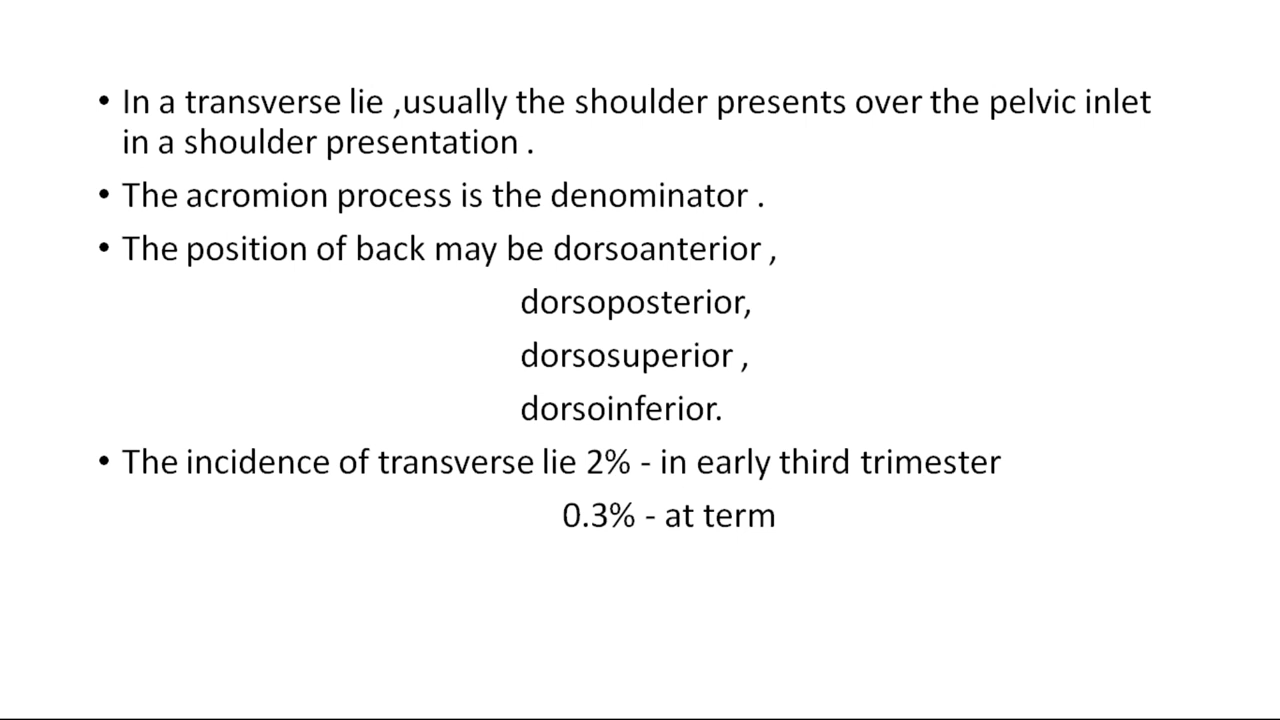 • In a transverse lie ,usually the shoulder presents over the pelvic inlet
in a shoulder presentation .
• The acromion process is the denominator .
• The position of back may be dorsoanterior ,
dorsoposterior,
dorsosuperior ,
dorsoinferior.
• The incidence of transverse lie 2% - in early third trimester
0.3% - at term